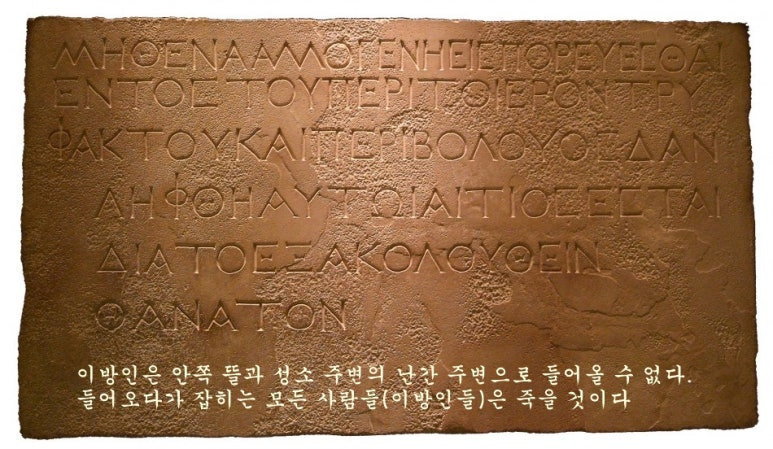 ΜΗΘΕΝΑΑΛΛΟΓΕΝΗΕΙΣΠΟΡΕΥΕΣΘΑΙ
ΕΝΤΟΣ ΤΟΥΠΕΡΙΤΟΙΕΡΟΝΤΡΥ
ΦΑΚΤΟΥΚΑΙΠΕΡΙΒΟΛΟΥΟΣΔΑΝ
ΛΗΦΘΗΑΥΤΩΙΑΙΤΙΟΣΕΣΤΑΙ
ΔΙΑΤΟΕΞΑΚΟΛΟΥΘΕΙΝ
ΘΑΝΑΤΟΝ
이방인은 안쪽 뜰과 성소 주변의 난간 주변으로 들어올 수 없다.
들어오다가 잡히는 모든 사람들(이방인들)은 죽을 것이다